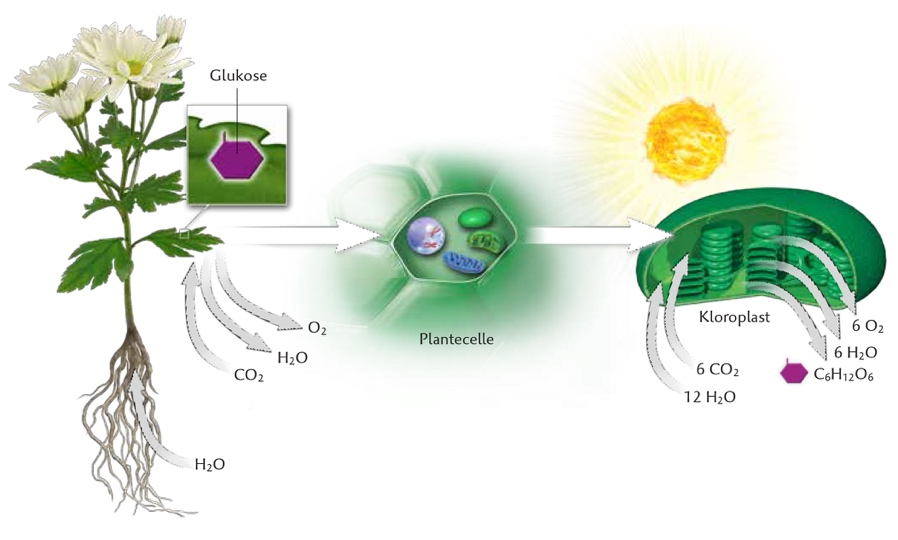 Glukose
O₂
H₂O
CO₂
H₂O
Plantecelle
Kloroplast
6 O₂
6 H₂O
C₆H₁₂O₆
6 CO₂
12 H₂O